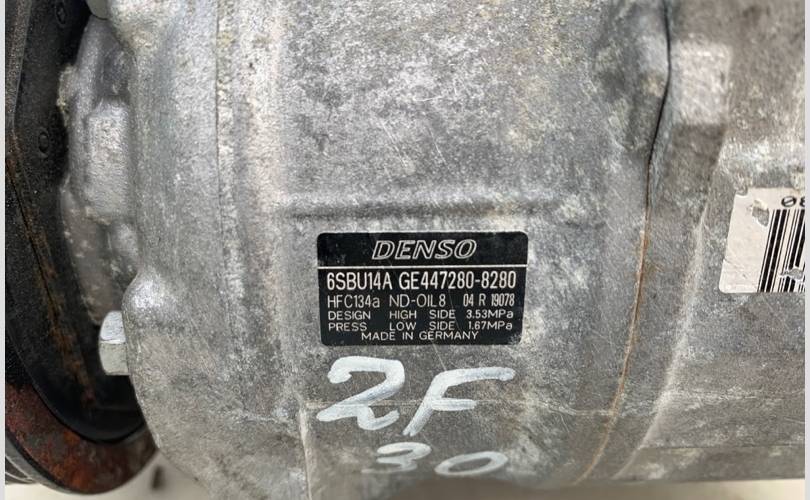 DENSO
6SBU14A GE447280-8280
HFC134a ND-OIL8 04 R 19078
DESIGN HIGH SIDE 3.53MPa
PRESS LOW SIDE 1.67MPa
MADE IN GERMANY
08
2F
30